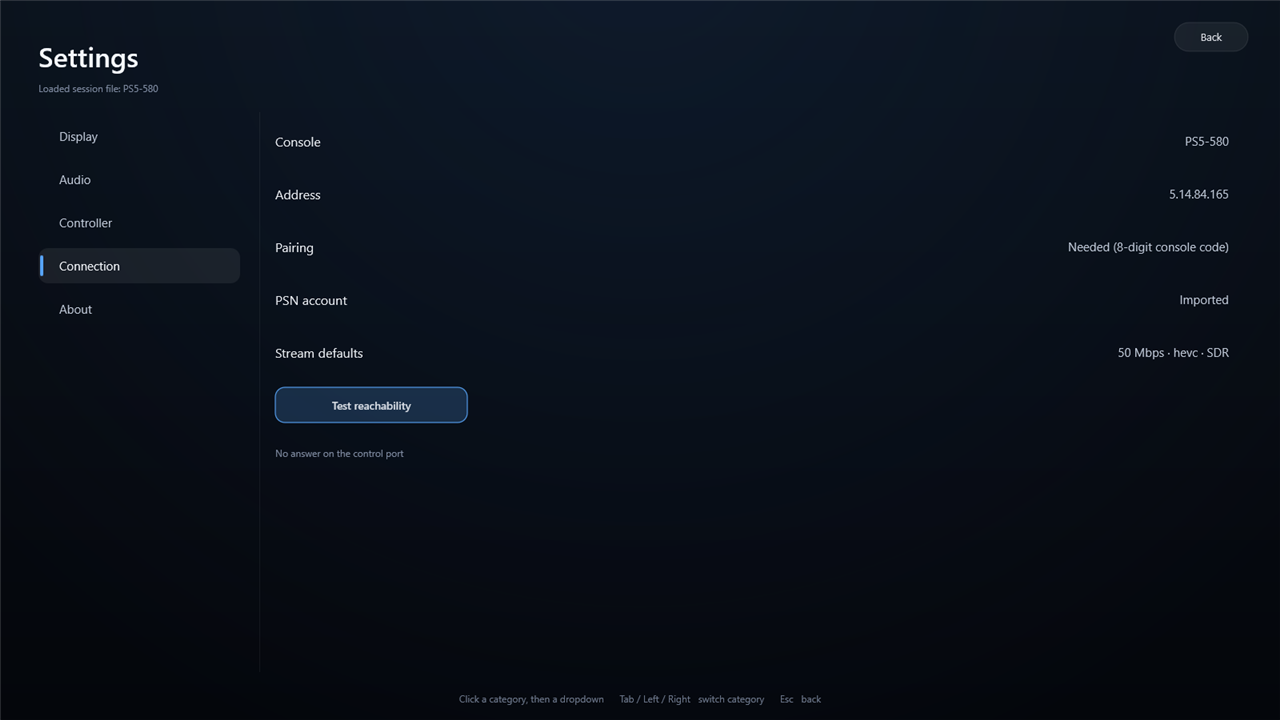 Back
Settings
Loaded session file: PS5-580
Display
Audio
Controller
Connection
About
Console PS5-580
Address 5.14.84.165
Pairing Needed (8-digit console code)
PSN account Imported
Stream defaults 50 Mbps · hevc · SDR
Test reachability
No answer on the control port
Click a category, then a dropdown Tab / Left / Right switch category Esc back